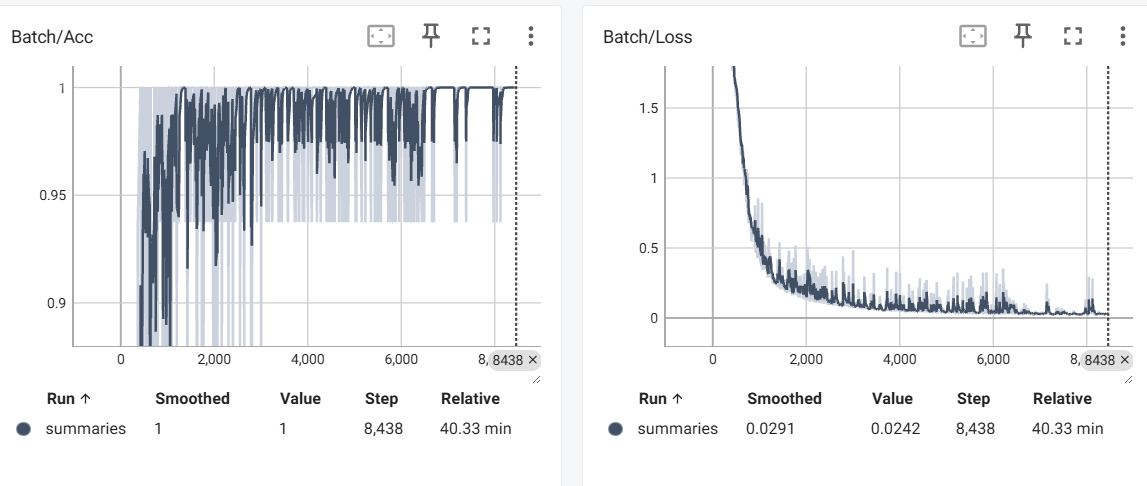 Batch/Acc
1
0.95
0.9
0 2,000 4,000 6,000 8, 8438 ×
Run ↑ Smoothed Value Step Relative
summaries 1 1 8,438 40.33 min
Batch/Loss
1.5
1
0.5
0
0 2,000 4,000 6,000 8, 8438 ×
Run ↑ Smoothed Value Step Relative
summaries 0.0291 0.0242 8,438 40.33 min